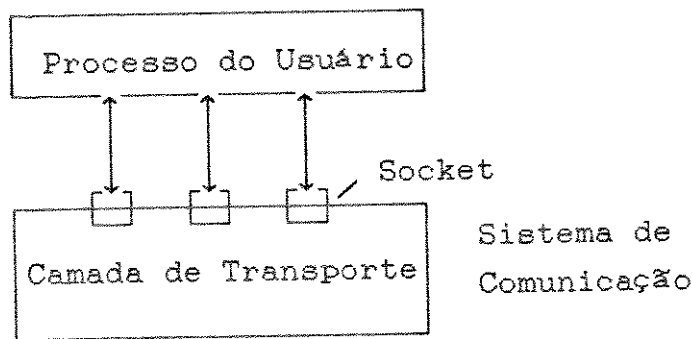 Processo do Usuário
Socket
Sistema de
Camada de Transporte
Comunicação